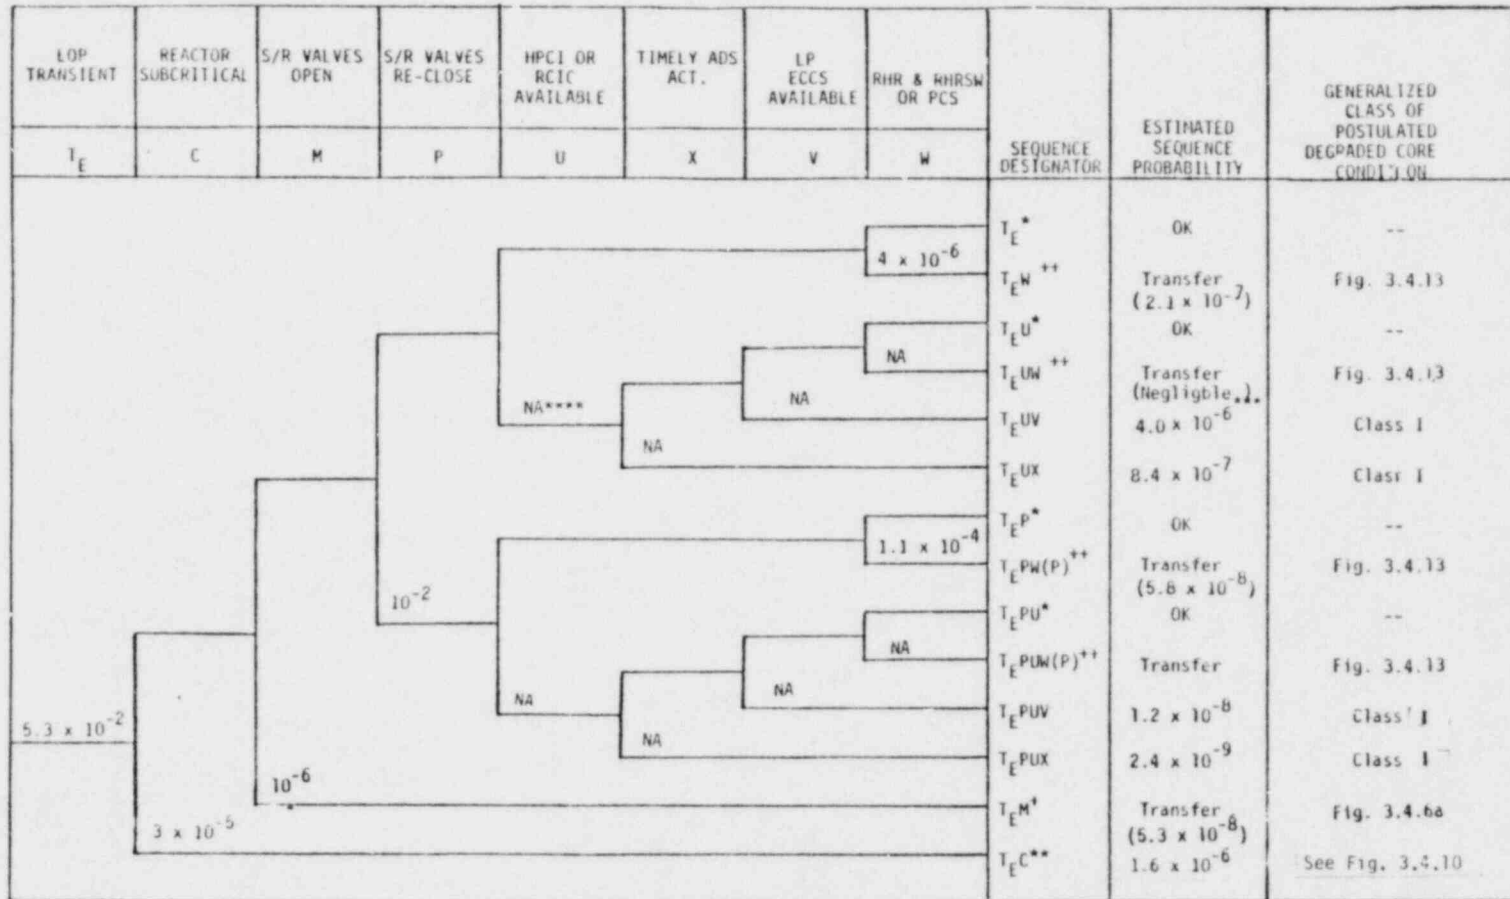 LOP TRANSIENT
REACTOR SUBCRITICAL
S/R VALVES OPEN
S/R VALVES RE-CLOSE
HPCI OR RCIC AVAILABLE
TIMELY ADS ACT.
LP ECCS AVAILABLE
RHR & RHRSW OR PCS
SEQUENCE DESIGNATOR
ESTIMATED SEQUENCE PROBABILITY
GENERALIZED CLASS OF POSTULATED DEGRADED CORE CONDITION
T_E C M P U X V W
T_E* OK --
4 x 10^-6
T_EW ++ Transfer (2.1 x 10^-7) Fig. 3.4.13
T_EU* OK --
NA
T_EUW ++ Transfer (Negligble...) Fig. 3.4.13
NA****
NA
T_EUV 4.0 x 10^-6 Class I
NA
T_EUX 8.4 x 10^-7 Class I
T_EP* OK --
1.1 x 10^-4
T_EPW(P)++ Transfer (5.8 x 10^-8) Fig. 3.4.13
10^-2
T_EPU* OK --
NA
T_EPUW(P)++ Transfer Fig. 3.4.13
NA
NA
T_EPUV 1.2 x 10^-8 Class I
5.3 x 10^-2
NA
T_EPUX 2.4 x 10^-9 Class I
10^-6
T_EM+ Transfer (5.3 x 10^-8) Fig. 3.4.6a
3 x 10^-5
T_EC** 1.6 x 10^-6 See Fig. 3.4.10